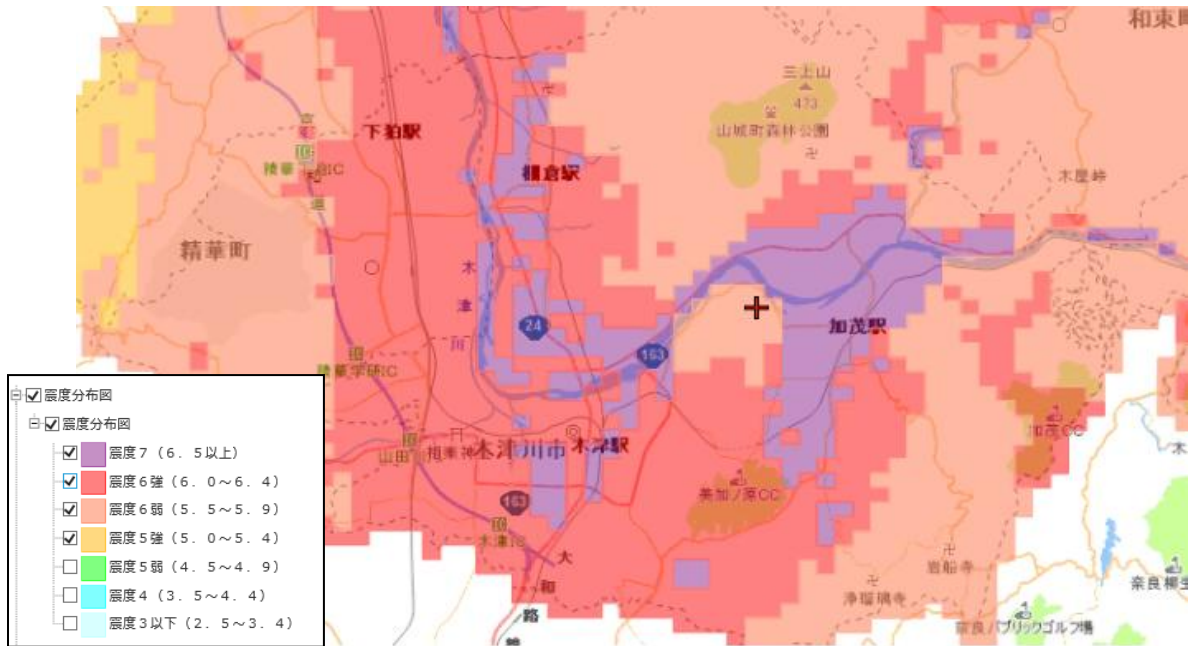 和束町
三上山
473
山城町森林公園
下狛駅
棚倉駅
木屋峠
精華町
木
津
川
24
163
加茂駅
精華学研IC
山田
木津川市
木津駅
加茂CC
美加ノ原CC
163
木津IC
大
和
路
岩船寺
浄瑠璃寺
奈良パブリックゴルフ場
震度分布図
震度分布図
震度7（6．5以上）
震度6強（6．0～6．4）
震度6弱（5．5～5．9）
震度5強（5．0～5．4）
震度5弱（4．5～4．9）
震度4（3．5～4．4）
震度3以下（2．5～3．4）